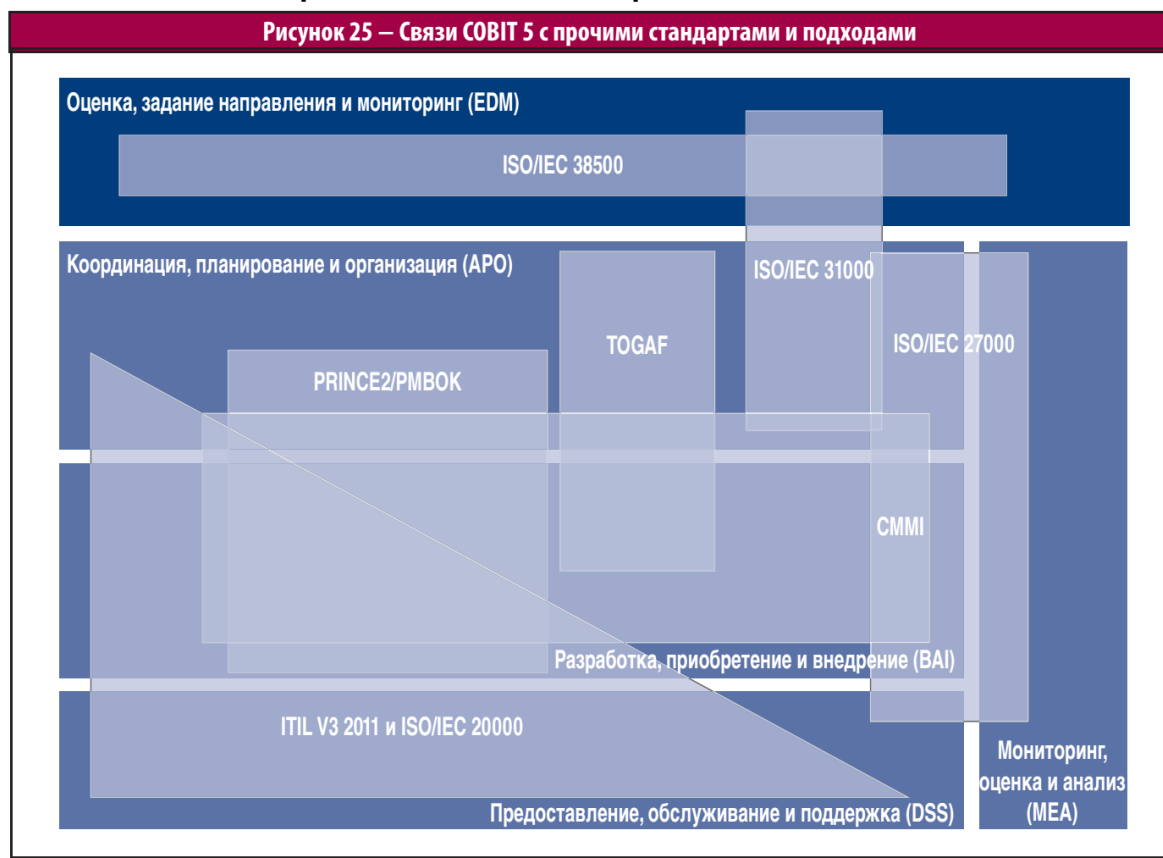 Рисунок 25 – Связи COBIT 5 с прочими стандартами и подходами
Оценка, задание направления и мониторинг (EDM)
ISO/IEC 38500
Координация, планирование и организация (APO)
ISO/IEC 31000
TOGAF
ISO/IEC 27000
PRINCE2/PMBOK
CMMI
Разработка, приобретение и внедрение (BAI)
ITIL V3 2011 и ISO/IEC 20000
Мониторинг,
оценка и анализ
(MEA)
Предоставление, обслуживание и поддержка (DSS)